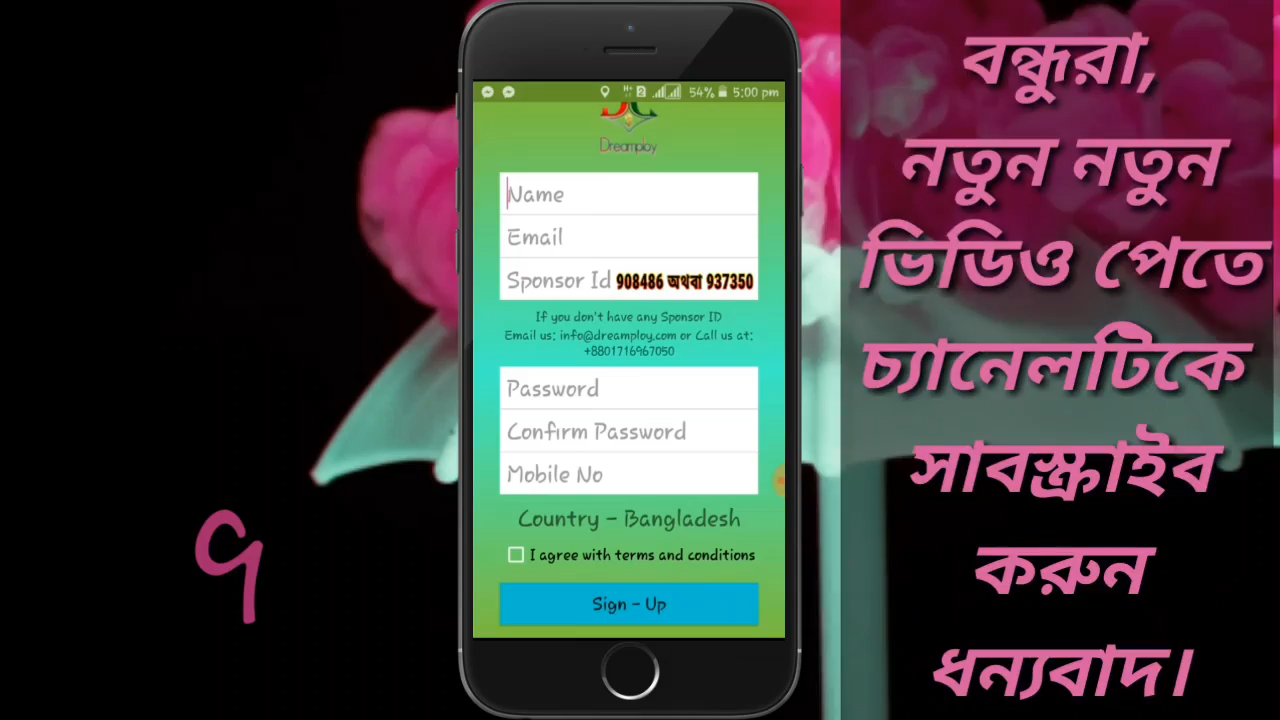 54% 5:00 pm
Dreamploy
Name
Email
Sponsor Id 908486 অথবা 937350
If you don't have any Sponsor ID
Email us: info@dreamploy.com or Call us at:
+8801716967050
Password
Confirm Password
Mobile No
Country - Bangladesh
I agree with terms and conditions
Sign - Up
৭
বন্ধুরা,
নতুন নতুন
ভিডিও পেতে
চ্যানেলটিকে
সাবস্ক্রাইব
করুন
ধন্যবাদ।